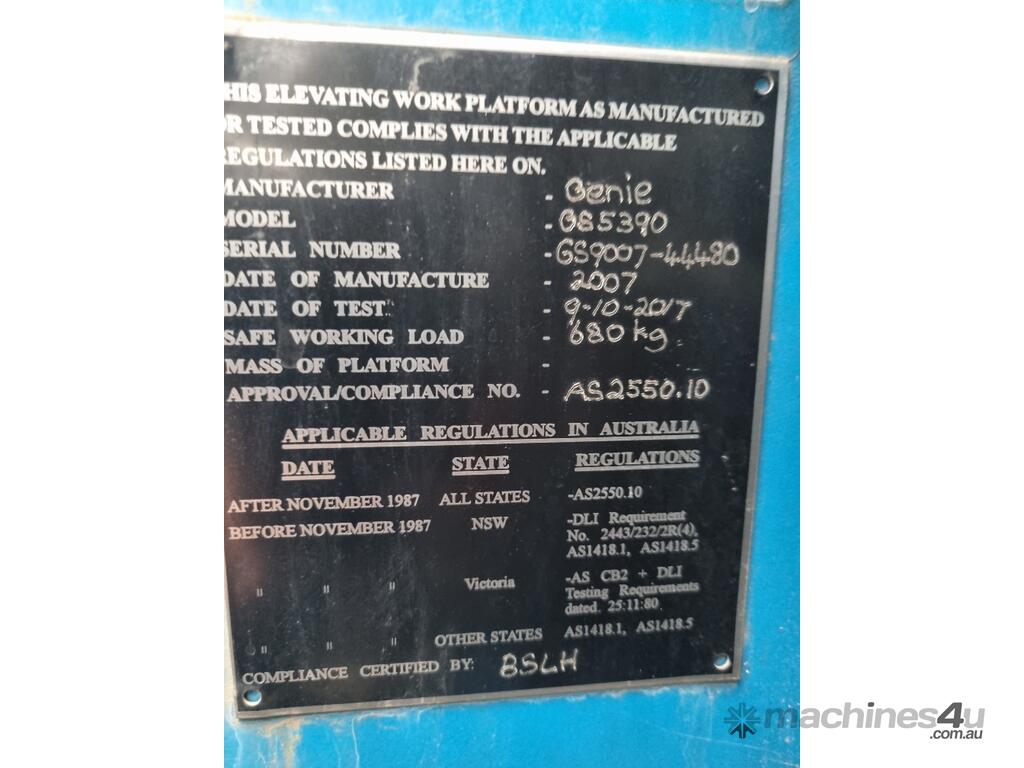 HIS ELEVATING WORK PLATFORM AS MANUFACTURED
OR TESTED COMPLIES WITH THE APPLICABLE
REGULATIONS LISTED HERE ON.
MANUFACTURER - Genie
MODEL - GS5390
SERIAL NUMBER - GS9007-44480
DATE OF MANUFACTURE - 2007
DATE OF TEST - 9-10-2017
SAFE WORKING LOAD - 680kg
MASS OF PLATFORM -
APPROVAL/COMPLIANCE NO. - AS2550.10
APPLICABLE REGULATIONS IN AUSTRALIA
DATE STATE REGULATIONS
AFTER NOVEMBER 1987 ALL STATES -AS2550.10
BEFORE NOVEMBER 1987 NSW -DLI Requirement
No. 2443/232/2R(4),
AS1418.1, AS1418.5
" " " Victoria -AS CB2 + DLI
Testing Requirements
dated. 25:11:80.
" " " OTHER STATES AS1418.1, AS1418.5
COMPLIANCE CERTIFIED BY: BSLH
machines4u
.com.au